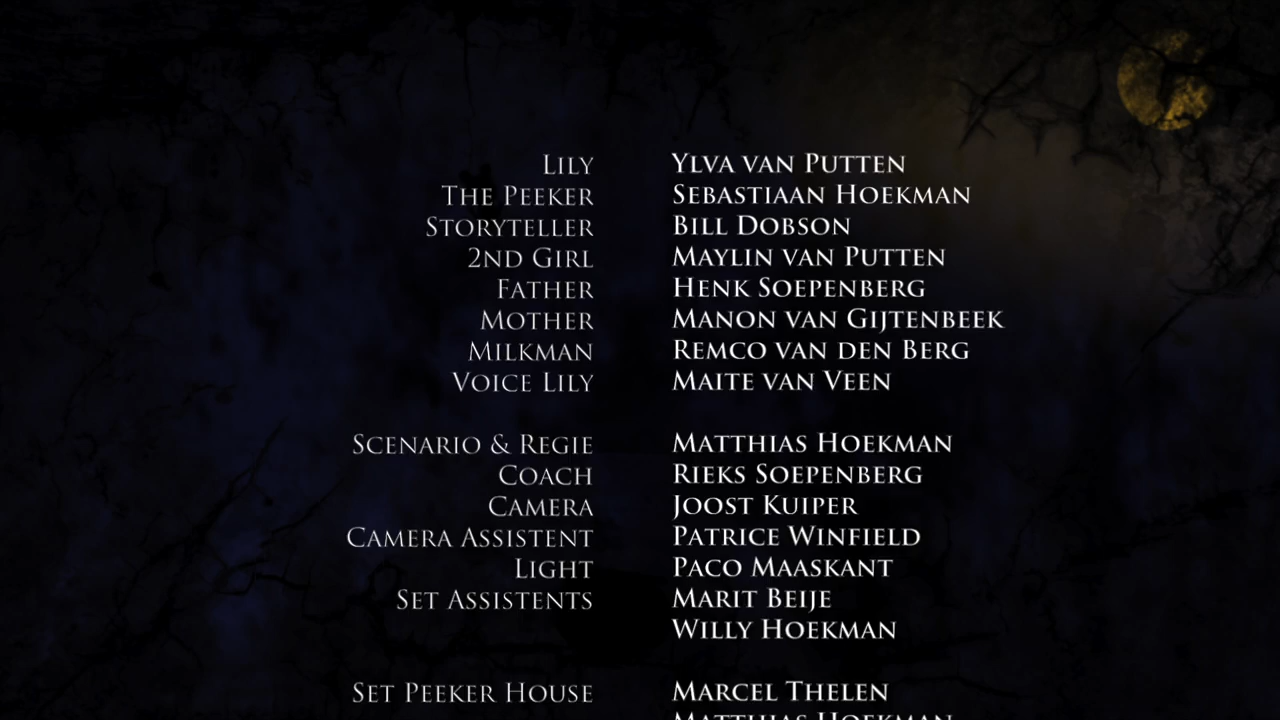 Lily Ylva van Putten
The Peeker Sebastiaan Hoekman
Storyteller Bill Dobson
2nd Girl Maylin van Putten
Father Henk Soepenberg
Mother Manon van Gijtenbeek
Milkman Remco van den Berg
Voice Lily Maite van Veen
Scenario & Regie Matthias Hoekman
Coach Rieks Soepenberg
Camera Joost Kuiper
Camera Assistent Patrice Winfield
Light Paco Maaskant
Set Assistents Marit Beije
Willy Hoekman
Set Peeker House Marcel Thelen
Matthias Hoekman